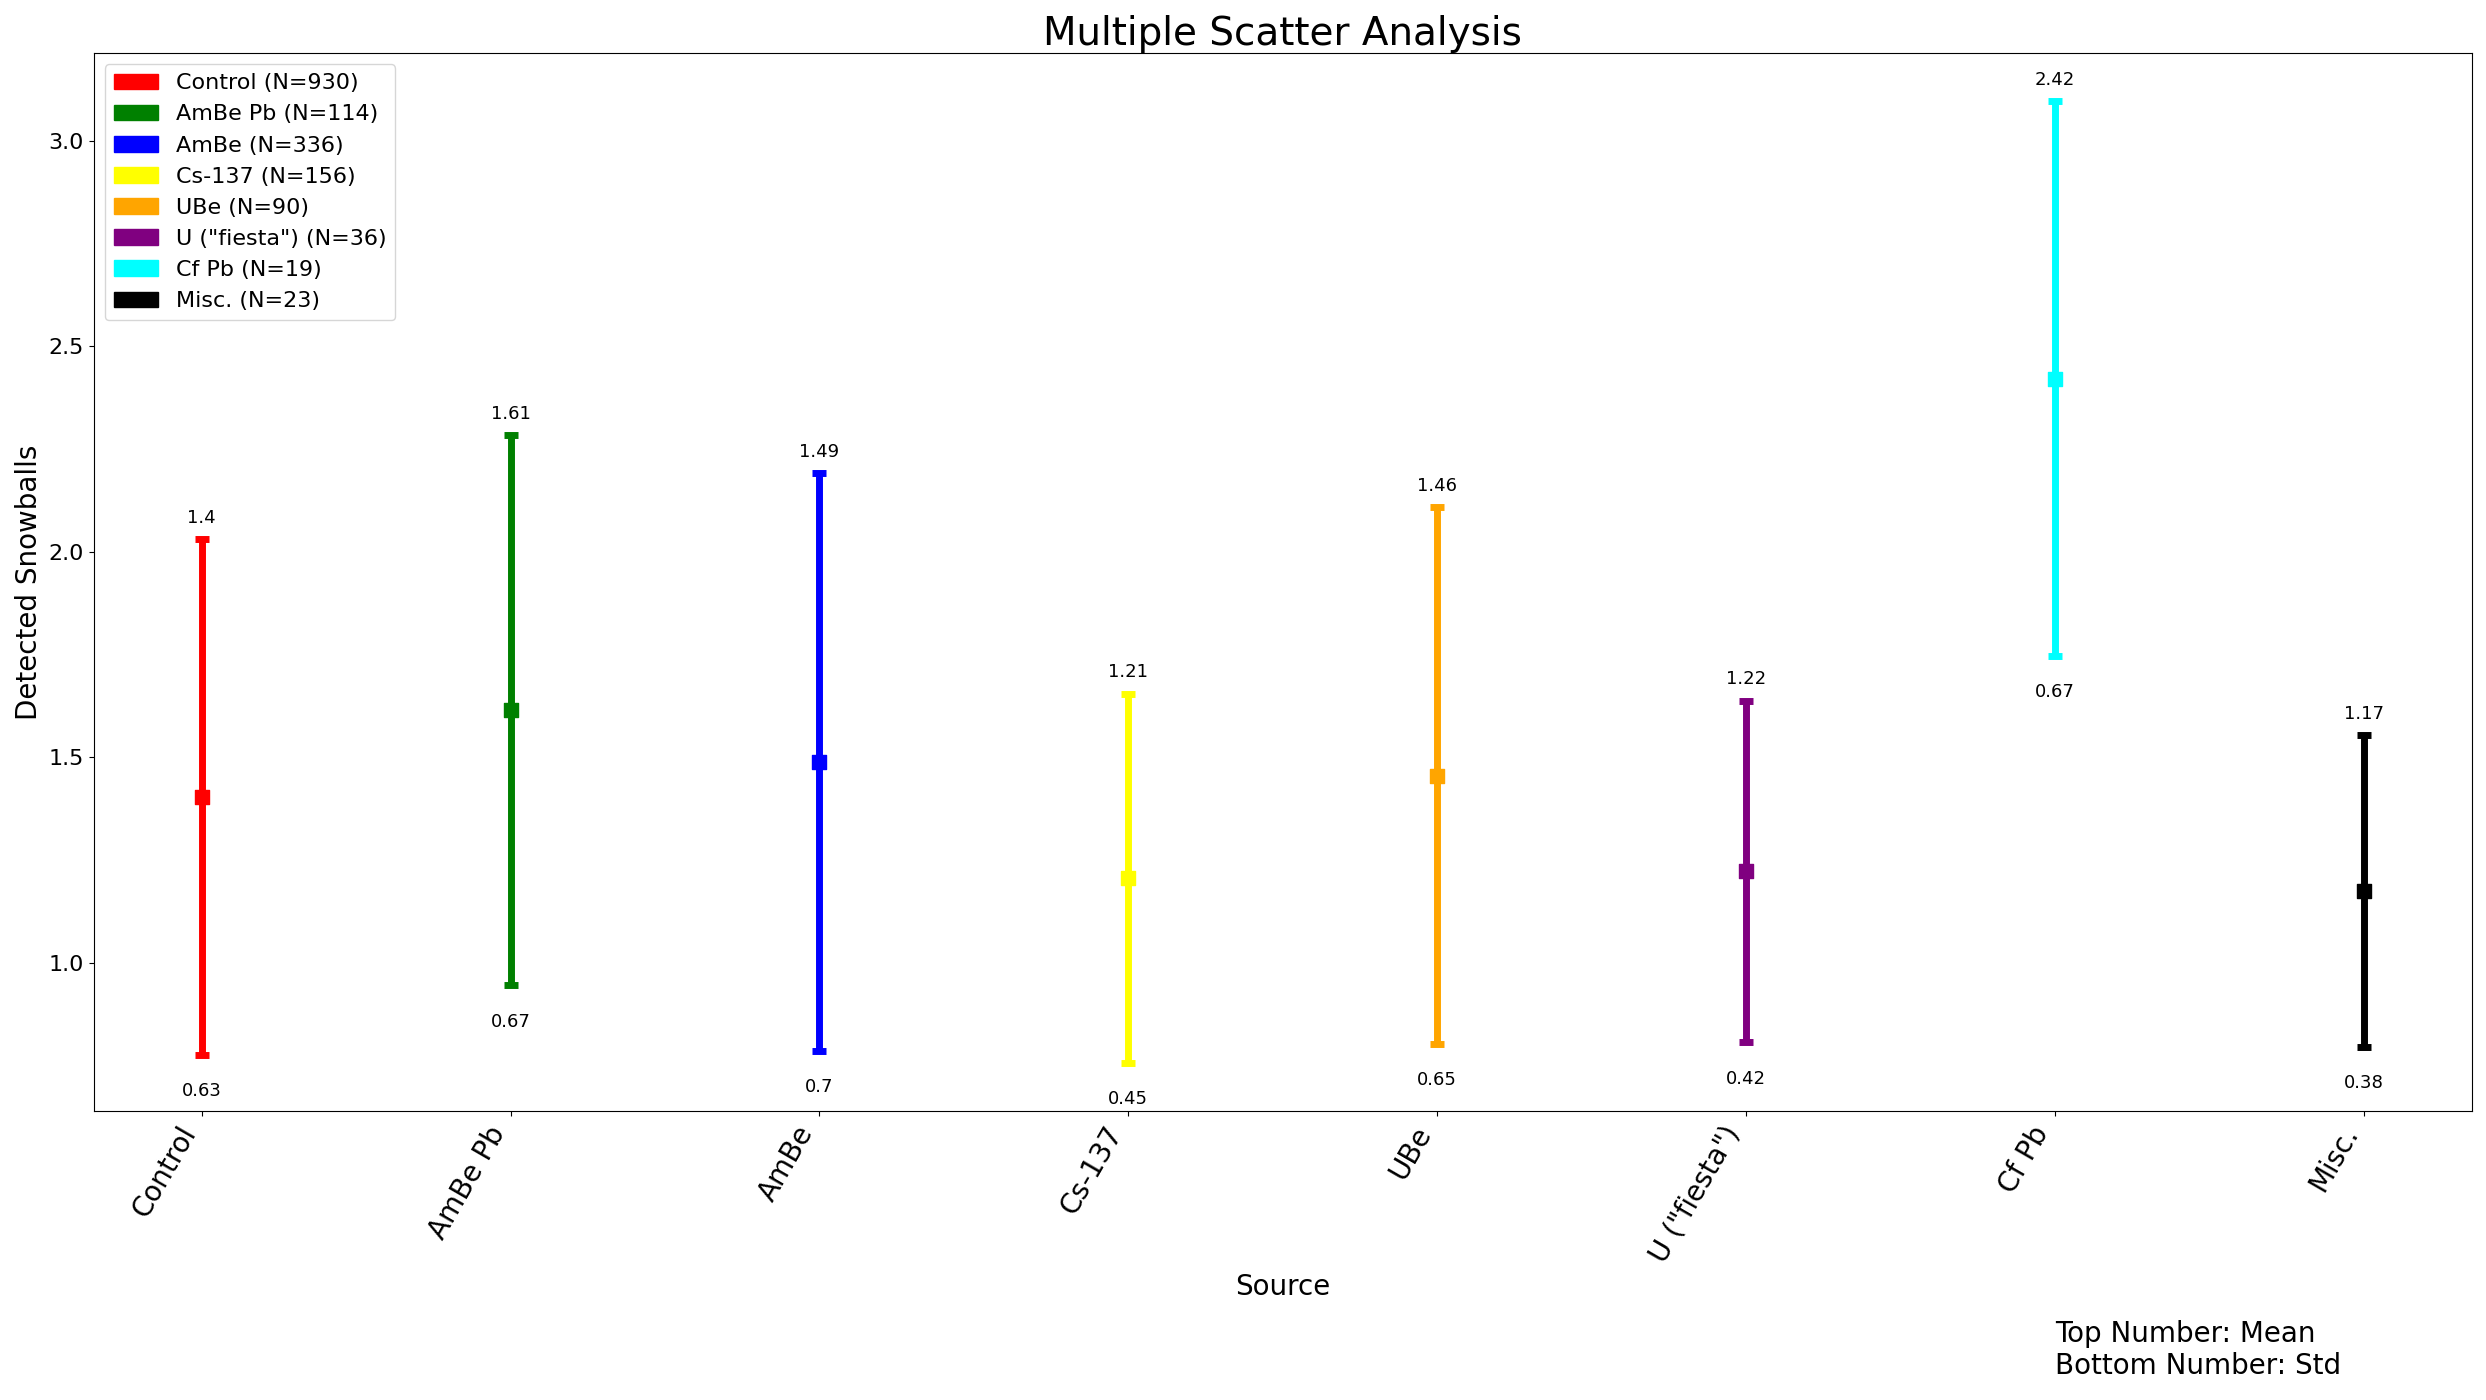 Multiple Scatter Analysis
Control (N=930)
AmBe Pb (N=114)
AmBe (N=336)
Cs-137 (N=156)
UBe (N=90)
U ("fiesta") (N=36)
Cf Pb (N=19)
Misc. (N=23)
Detected Snowballs
3.0
2.5
2.0
1.5
1.0
1.4
0.63
1.61
0.67
1.49
0.7
1.21
0.45
1.46
0.65
1.22
0.42
2.42
0.67
1.17
0.38
Control
AmBe Pb
AmBe
Cs-137
UBe
U ("fiesta")
Cf Pb
Misc.
Source
Top Number: Mean
Bottom Number: Std